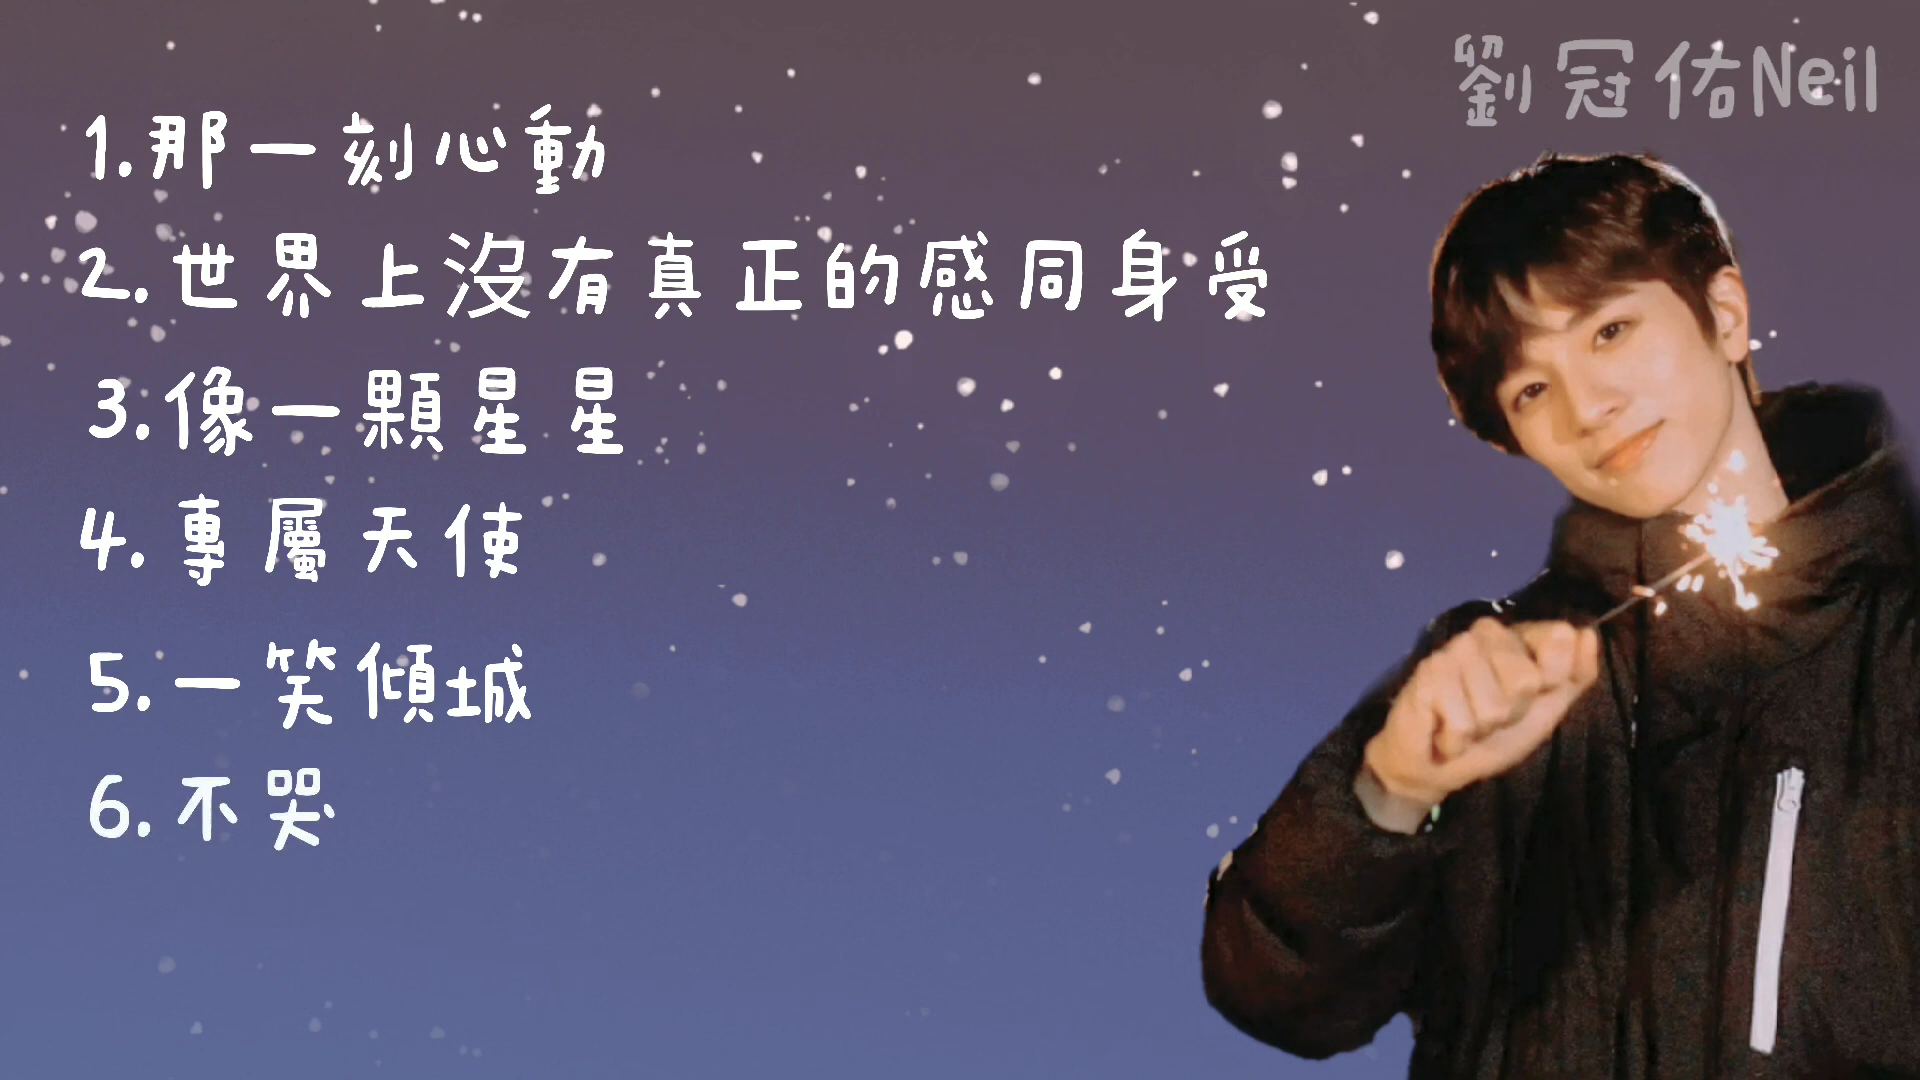 劉冠佑Neil
1.那一刻心動
2.世界上沒有真正的感同身受
3.像一顆星星
4.專屬天使
5.一笑傾城
6.不哭